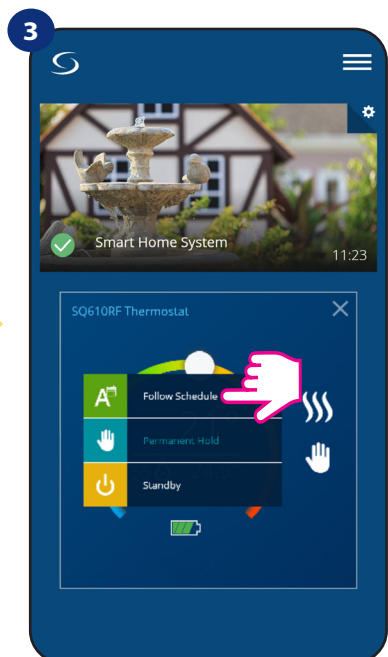 3
Smart Home System
11:23
SQ610RF Thermostat
A
Follow Schedule
Permanent Hold
Standby